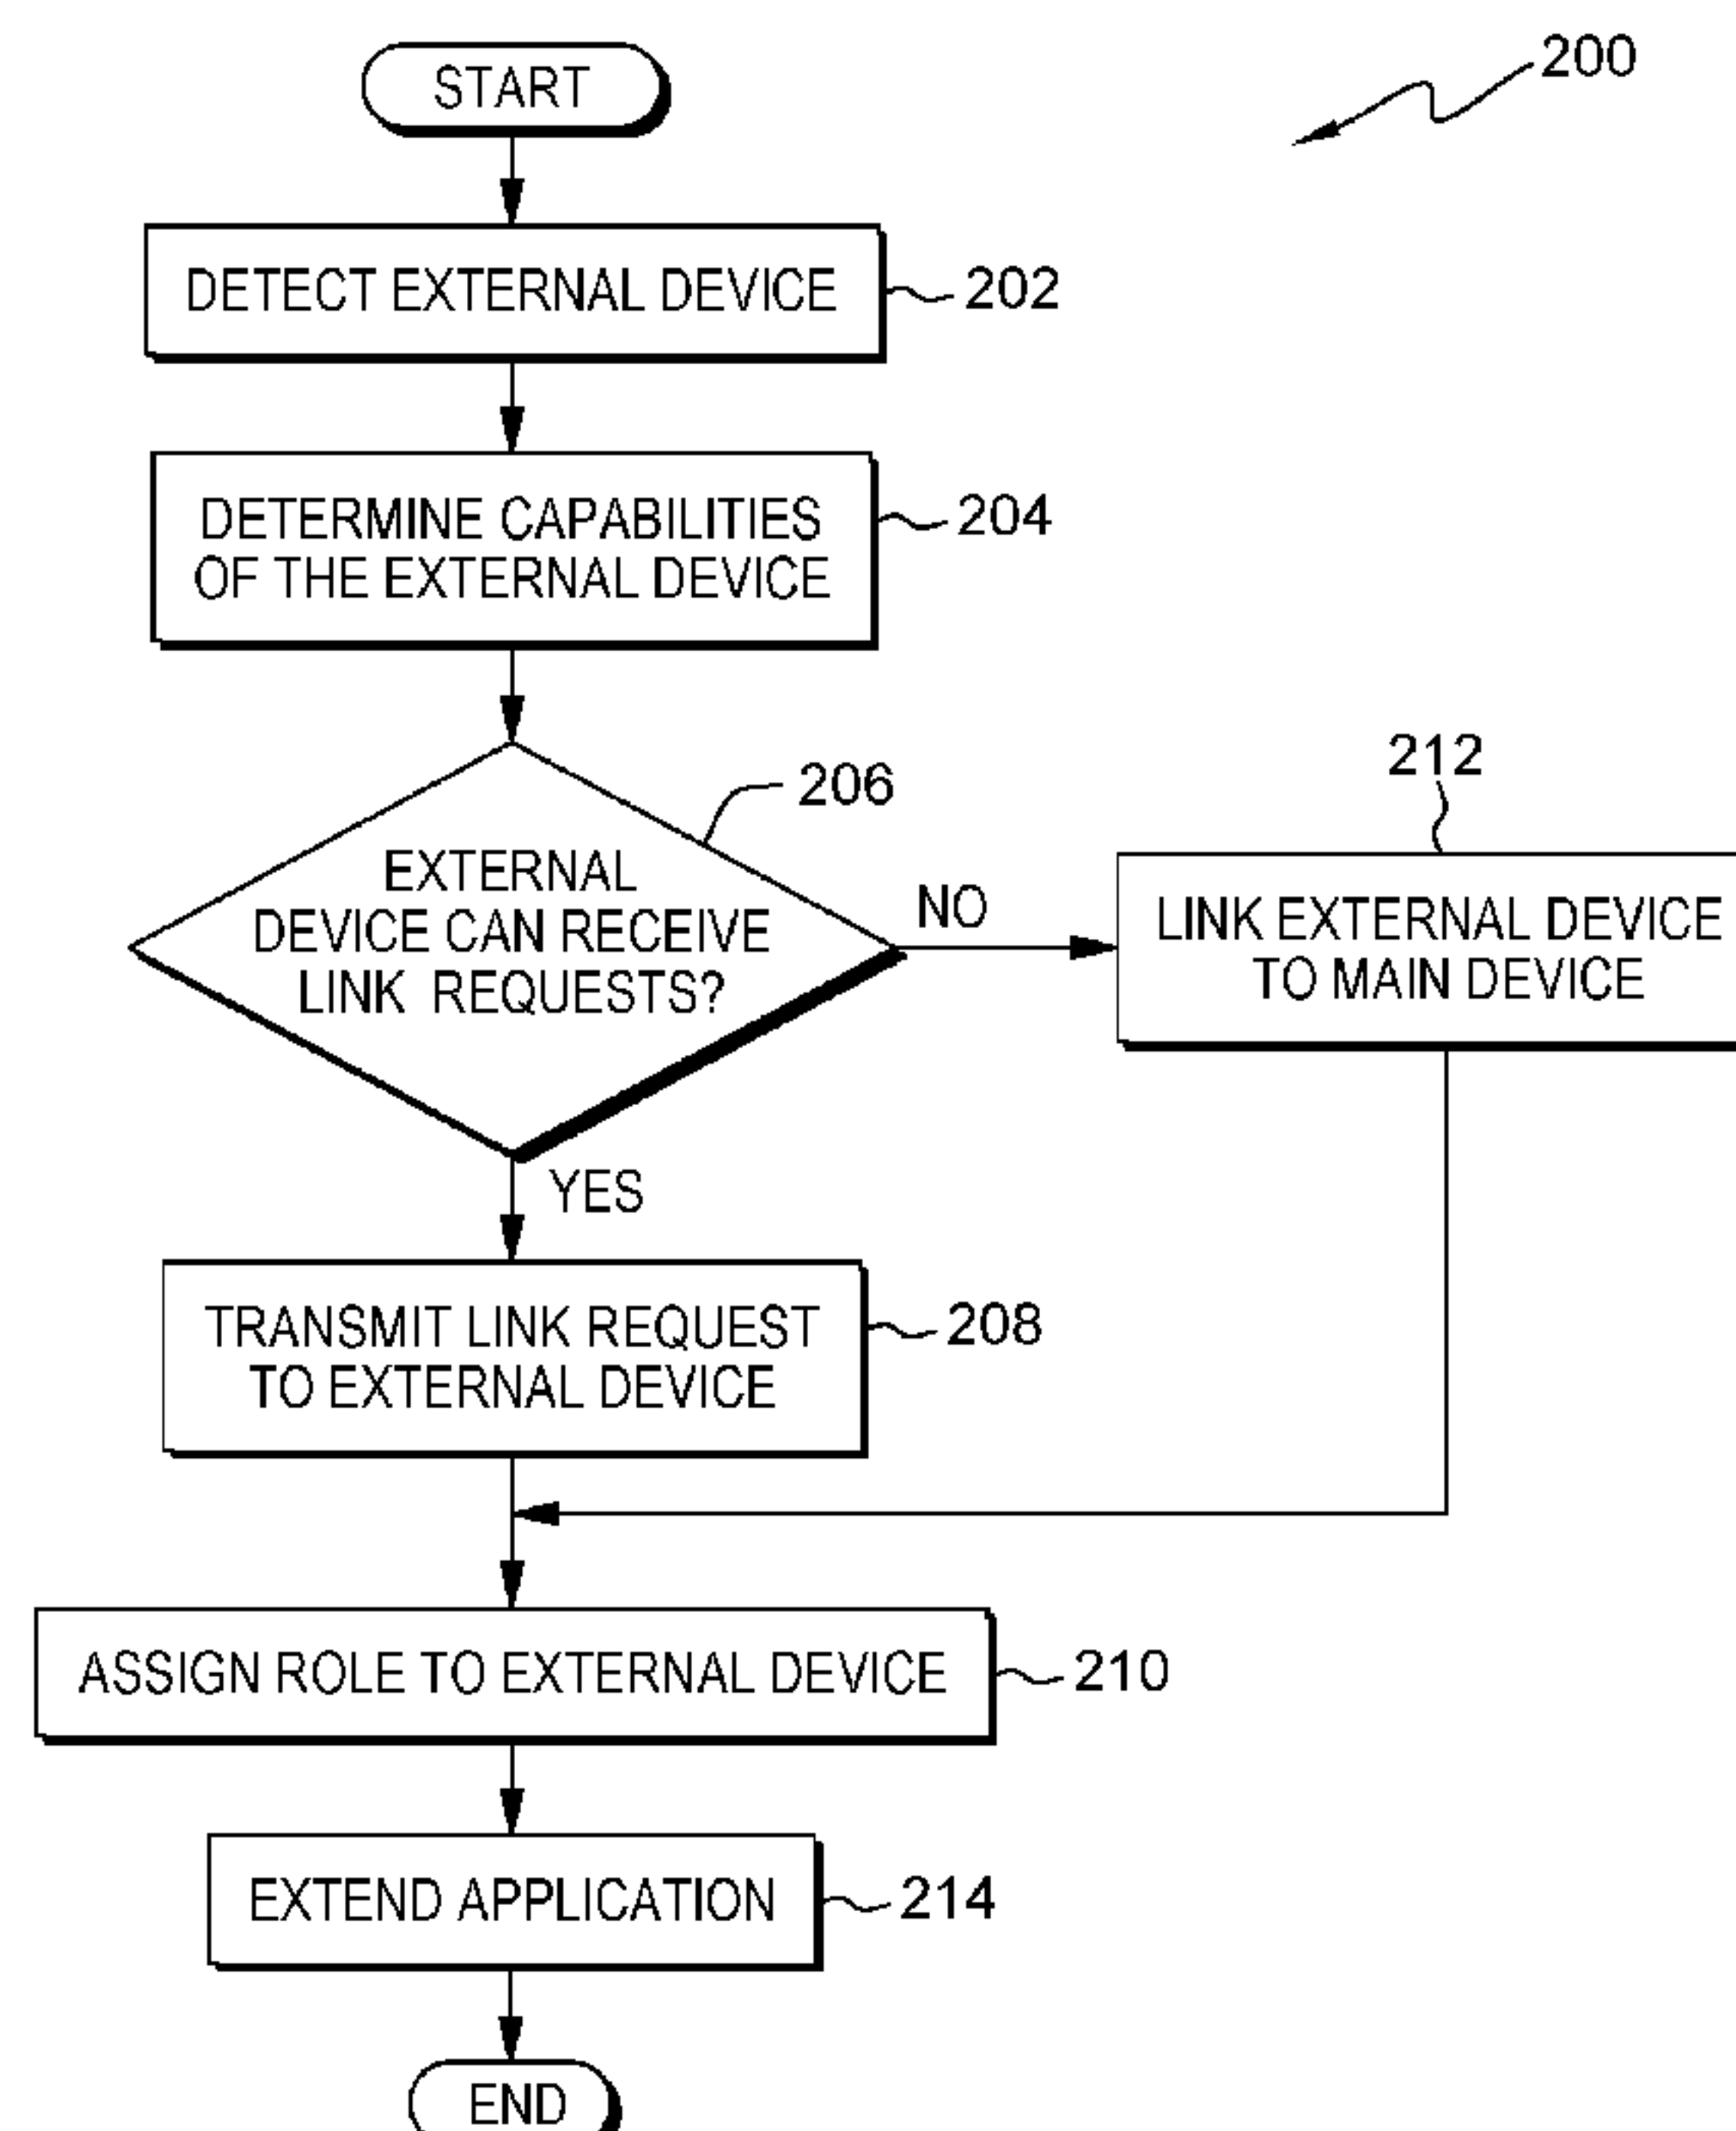 START
200
DETECT EXTERNAL DEVICE
202
DETERMINE CAPABILITIES
OF THE EXTERNAL DEVICE
204
206
EXTERNAL
DEVICE CAN RECEIVE
LINK REQUESTS?
NO
212
LINK EXTERNAL DEVICE
TO MAIN DEVICE
YES
TRANSMIT LINK REQUEST
TO EXTERNAL DEVICE
208
ASSIGN ROLE TO EXTERNAL DEVICE
210
EXTEND APPLICATION
214
END